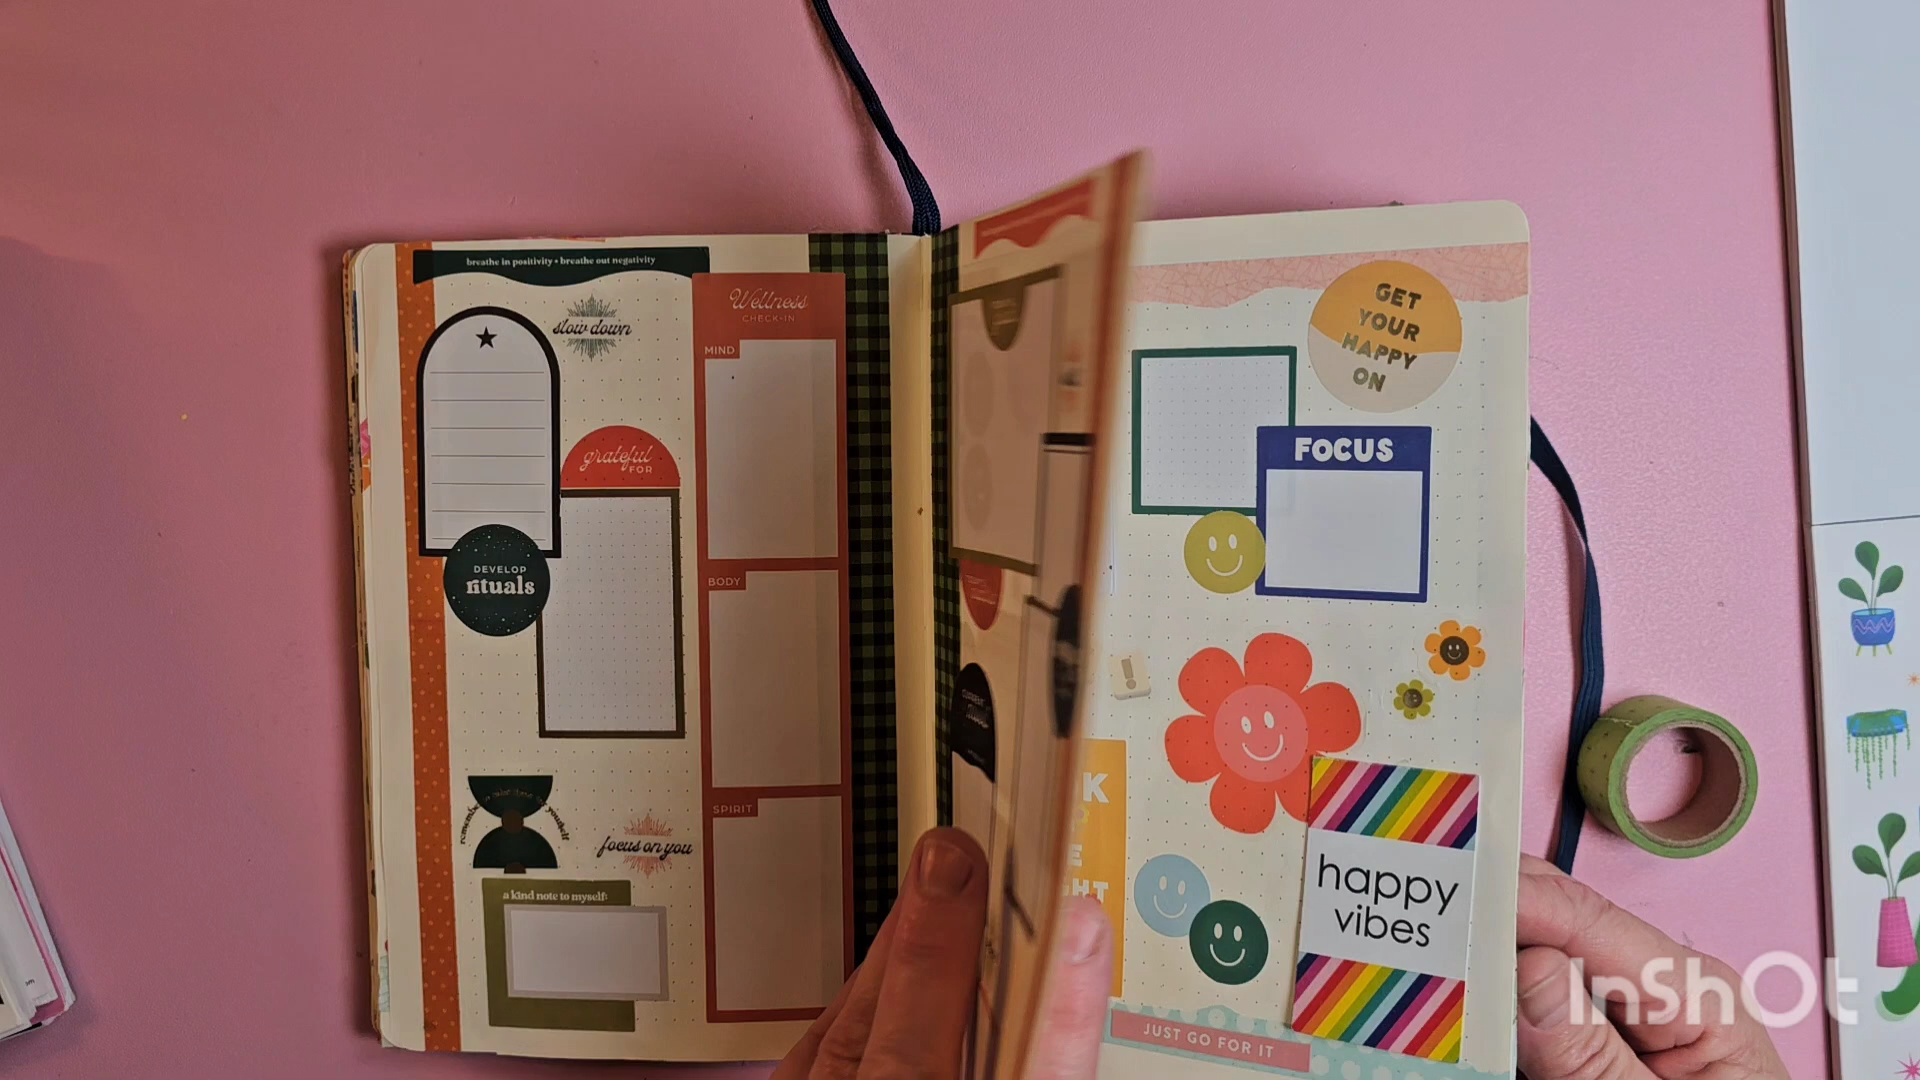 breathe in positivity • breathe out negativity
slow down
Wellness
CHECK-IN
MIND
grateful
FOR
DEVELOP
rituals
BODY
SPIRIT
focus on you
a kind note to myself:
GET
YOUR
HAPPY
ON
FOCUS
happy
vibes
JUST GO FOR IT
InShOt